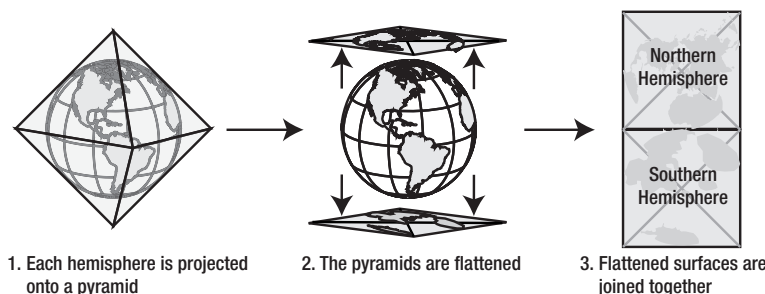 Northern
Hemisphere
Southern
Hemisphere
1. Each hemisphere is projected
onto a pyramid
2. The pyramids are flattened
3. Flattened surfaces are
joined together